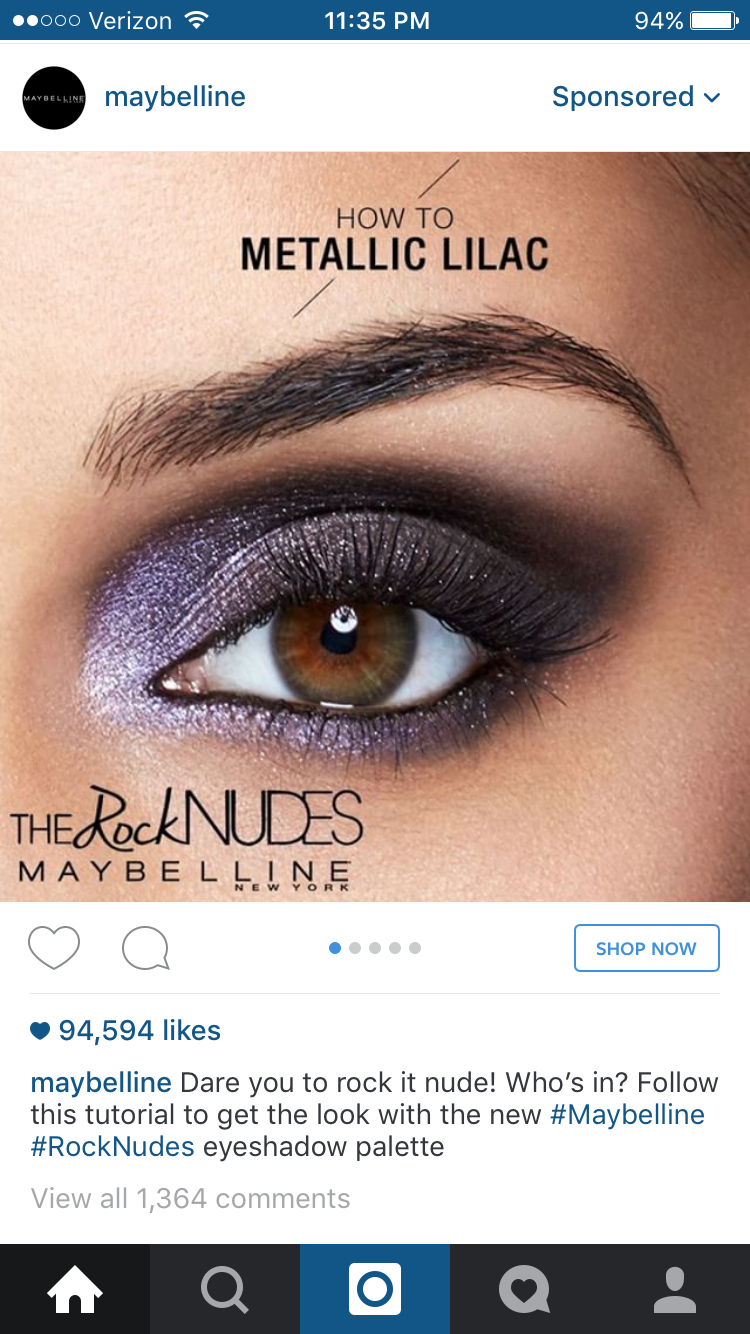 Verizon 11:35 PM 94%
MAYBELLINE
maybelline Sponsored
HOW TO
METALLIC LILAC
THE Rock NUDES
MAYBELLINE
NEW YORK
SHOP NOW
94,594 likes
maybelline Dare you to rock it nude! Who’s in? Follow
this tutorial to get the look with the new #Maybelline
#RockNudes eyeshadow palette
View all 1,364 comments